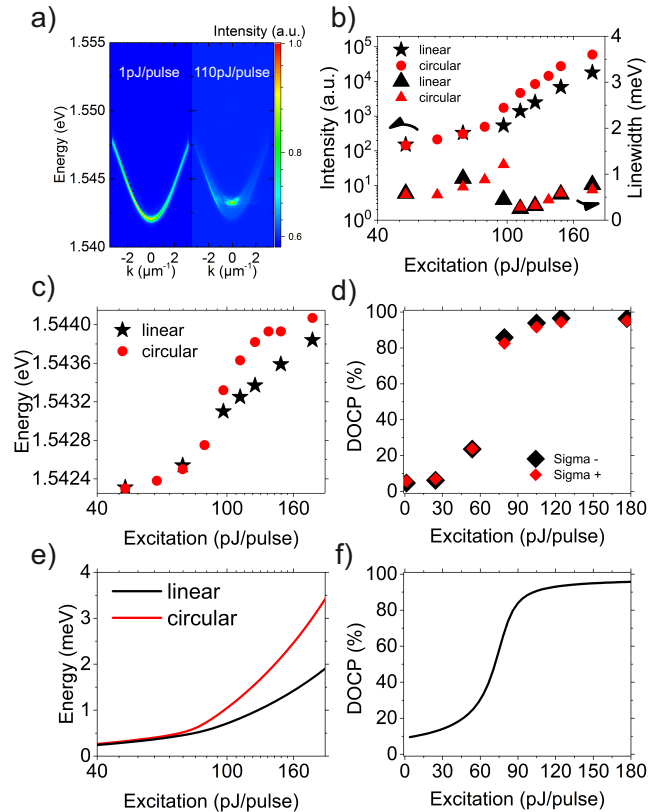 a)
Intensity (a.u.)
1.555
1.550
1.543
1.540
Energy (eV)
1pJ/pulse
110pJ/pulse
1.0
0.9
0.8
0.7
0.6
-2 0 2 -2 0 2
k (µm⁻¹) k (µm⁻¹)
b)
10⁵
10⁴
10³
10²
10¹
10⁰
Intensity (a.u.)
linear
circular
linear
circular
4
3
2
1
0
Linewidth (meV)
40 100 160
Excitation (pJ/pulse)
c)
1.5440
1.5436
1.5432
1.5428
1.5424
Energy (eV)
linear
circular
40 100 160
Excitation (pJ/pulse)
d)
100
80
60
40
20
0
DOCP (%)
Sigma -
Sigma +
0 30 60 90 120 150 180
Excitation (pJ/pulse)
e)
4
3
2
1
0
Energy (meV)
linear
circular
40 100 160
Excitation (pJ/pulse)
f)
100
80
60
40
20
0
DOCP (%)
0 30 60 90 120 150 180
Excitation (pJ/pulse)